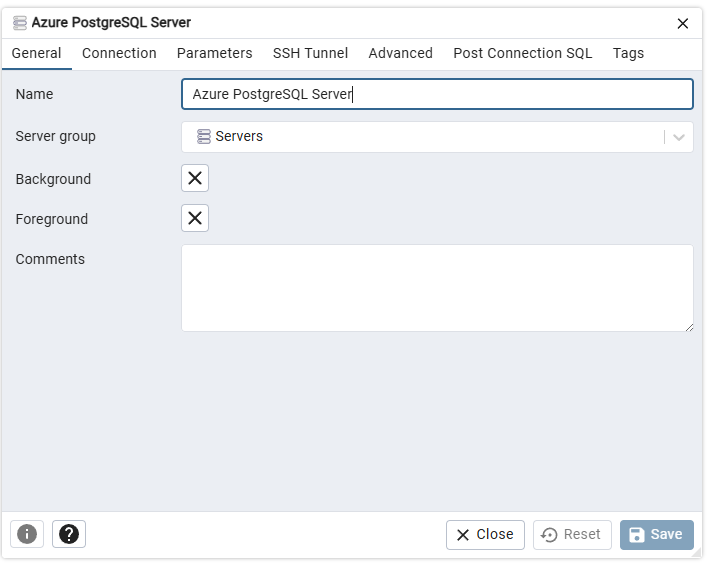 Azure PostgreSQL Server
General Connection Parameters SSH Tunnel Advanced Post Connection SQL Tags
Name Azure PostgreSQL Server
Server group Servers
Background
Foreground
Comments
Close Reset Save